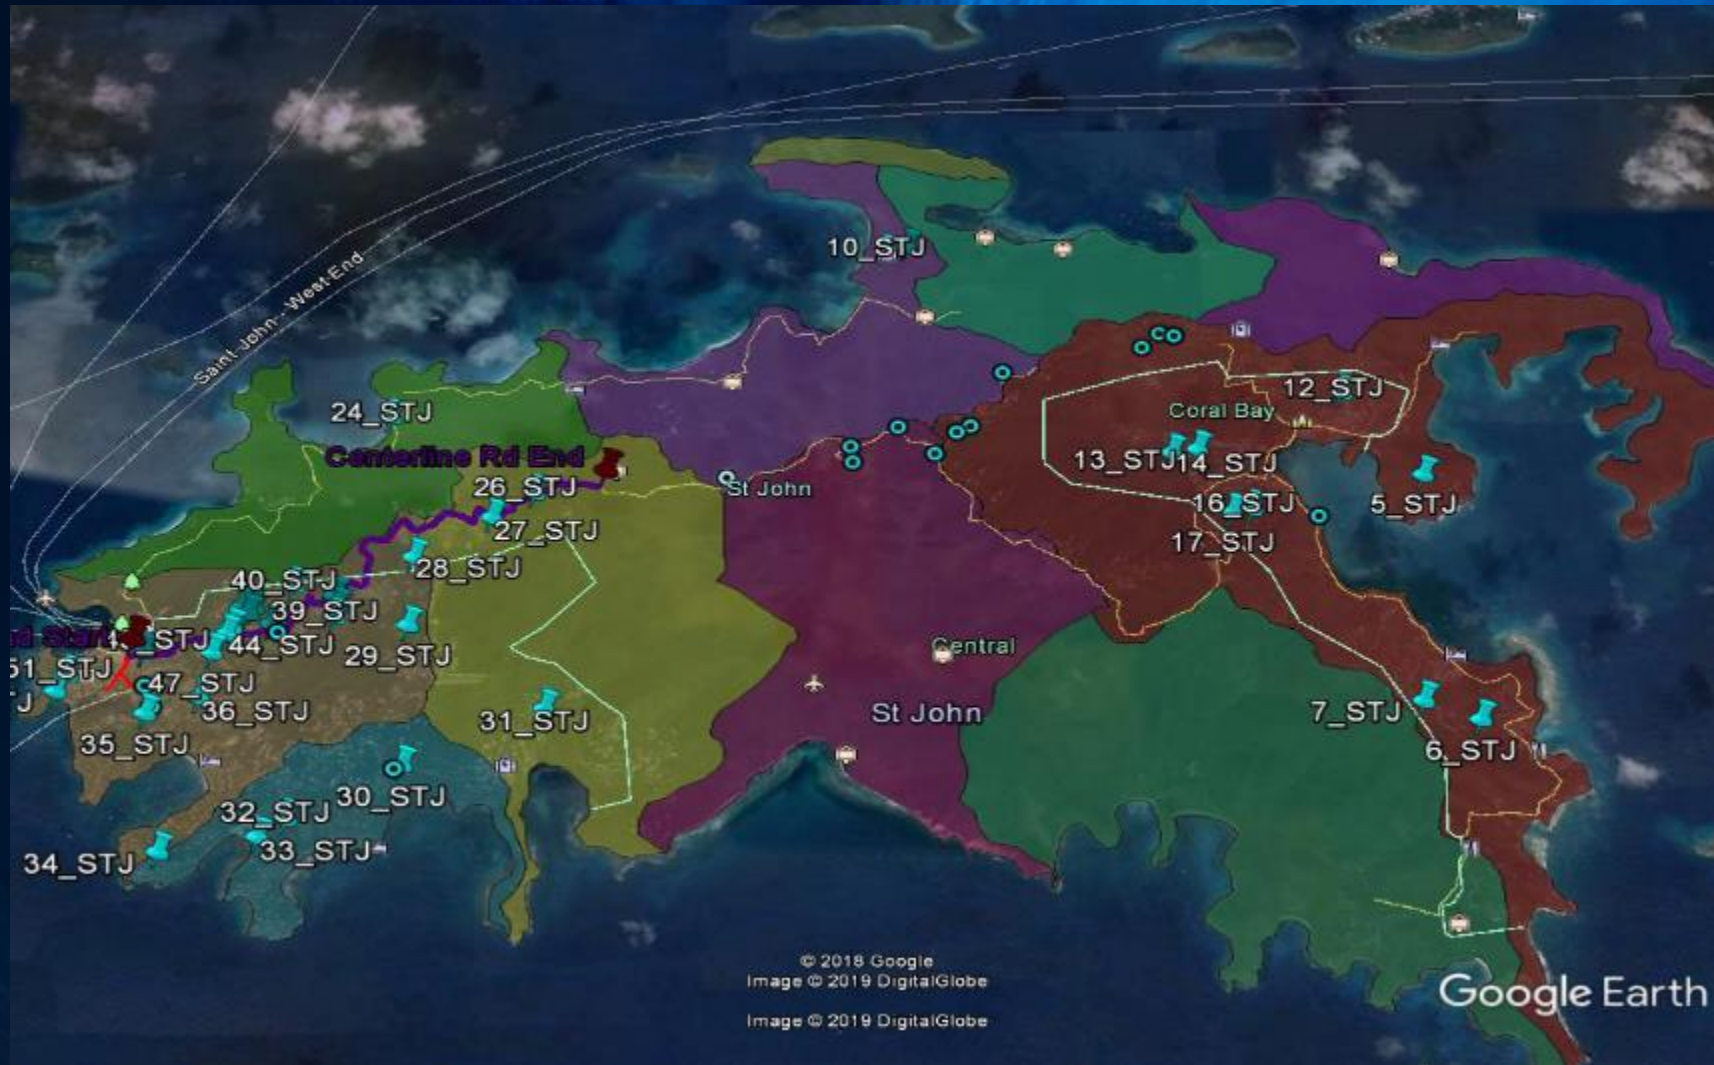 10_STJ
Saint John - West End
12_STJ
24_STJ
Coral Bay
Centerline Rd End
13_STJ
14_STJ
26_STJ
St John
16_STJ
5_STJ
27_STJ
17_STJ
28_STJ
40_STJ
39_STJ
Start
_STJ
44_STJ
29_STJ
Central
51_STJ
47_STJ
J
36_STJ
31_STJ
St John
7_STJ
35_STJ
6_STJ
30_STJ
32_STJ
33_STJ
34_STJ
© 2018 Google
Image © 2019 DigitalGlobe
Google Earth
Image © 2019 DigitalGlobe